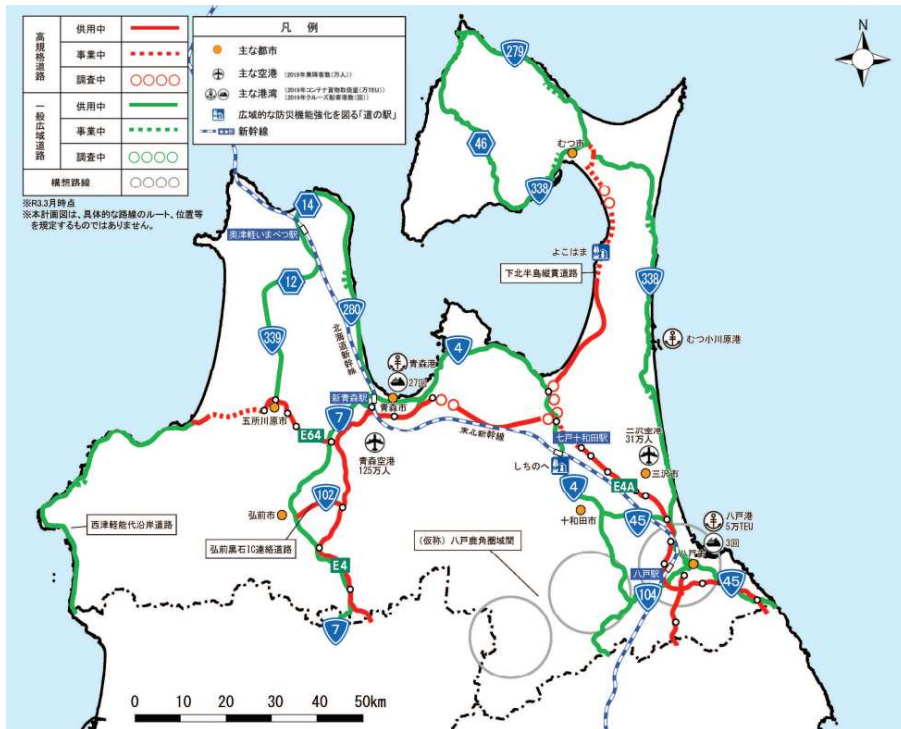 高規格道路
供用中
事業中
調査中
一般広域道路
供用中
事業中
調査中
構想路線
※R3.3月時点
※本計画図は、具体的な路線のルート、位置等
を規定するものではありません。
凡 例
主な都市
主な空港 (2019年乗降客数(万人))
主な港湾 (2019年コンテナ貨物取扱量(万TEU))
(2019年クルーズ船寄港数(回))
広域的な防災機能強化を図る「道の駅」
新幹線
N
279
46
むつ市
338
14
奥津軽いまべつ駅
よこはま
下北半島縦貫道路
12
338
280
339
北海道新幹線
むつ小川原港
4
青森港
27回
新青森駅
青森市
7
五所川原市
E64
東北新幹線
七戸十和田駅
三沢空港
31万人
青森空港
125万人
しちのへ
三沢市
E4A
102
4
弘前市
十和田市
45
八戸港
5万TEU
西津軽能代沿岸道路
3回
弘前黒石IC連絡道路
(仮称)八戸鹿角圏域間
八戸市
八戸駅
E4
45
104
7
0 10 20 30 40 50km